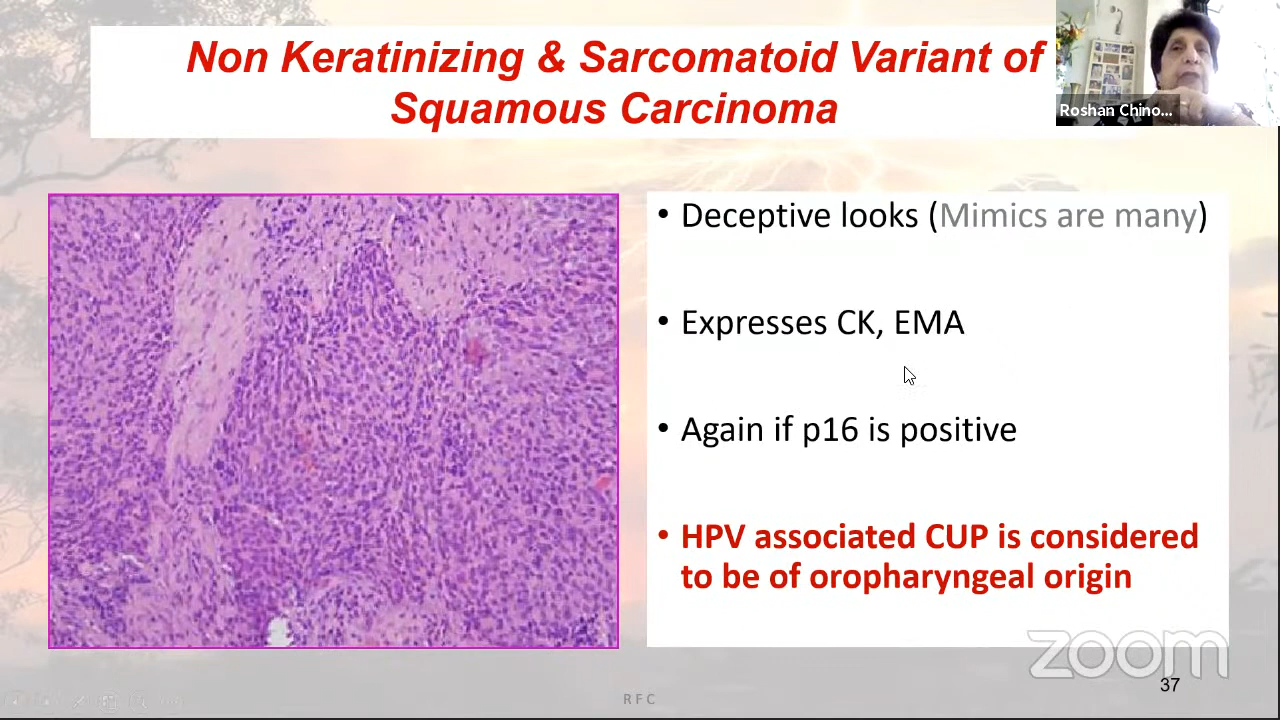 Non Keratinizing & Sarcomatoid Variant of
Squamous Carcinoma
Roshan Chino...
• Deceptive looks (Mimics are many)
• Expresses CK, EMA
• Again if p16 is positive
• HPV associated CUP is considered
to be of oropharyngeal origin
zoom
37
RFC